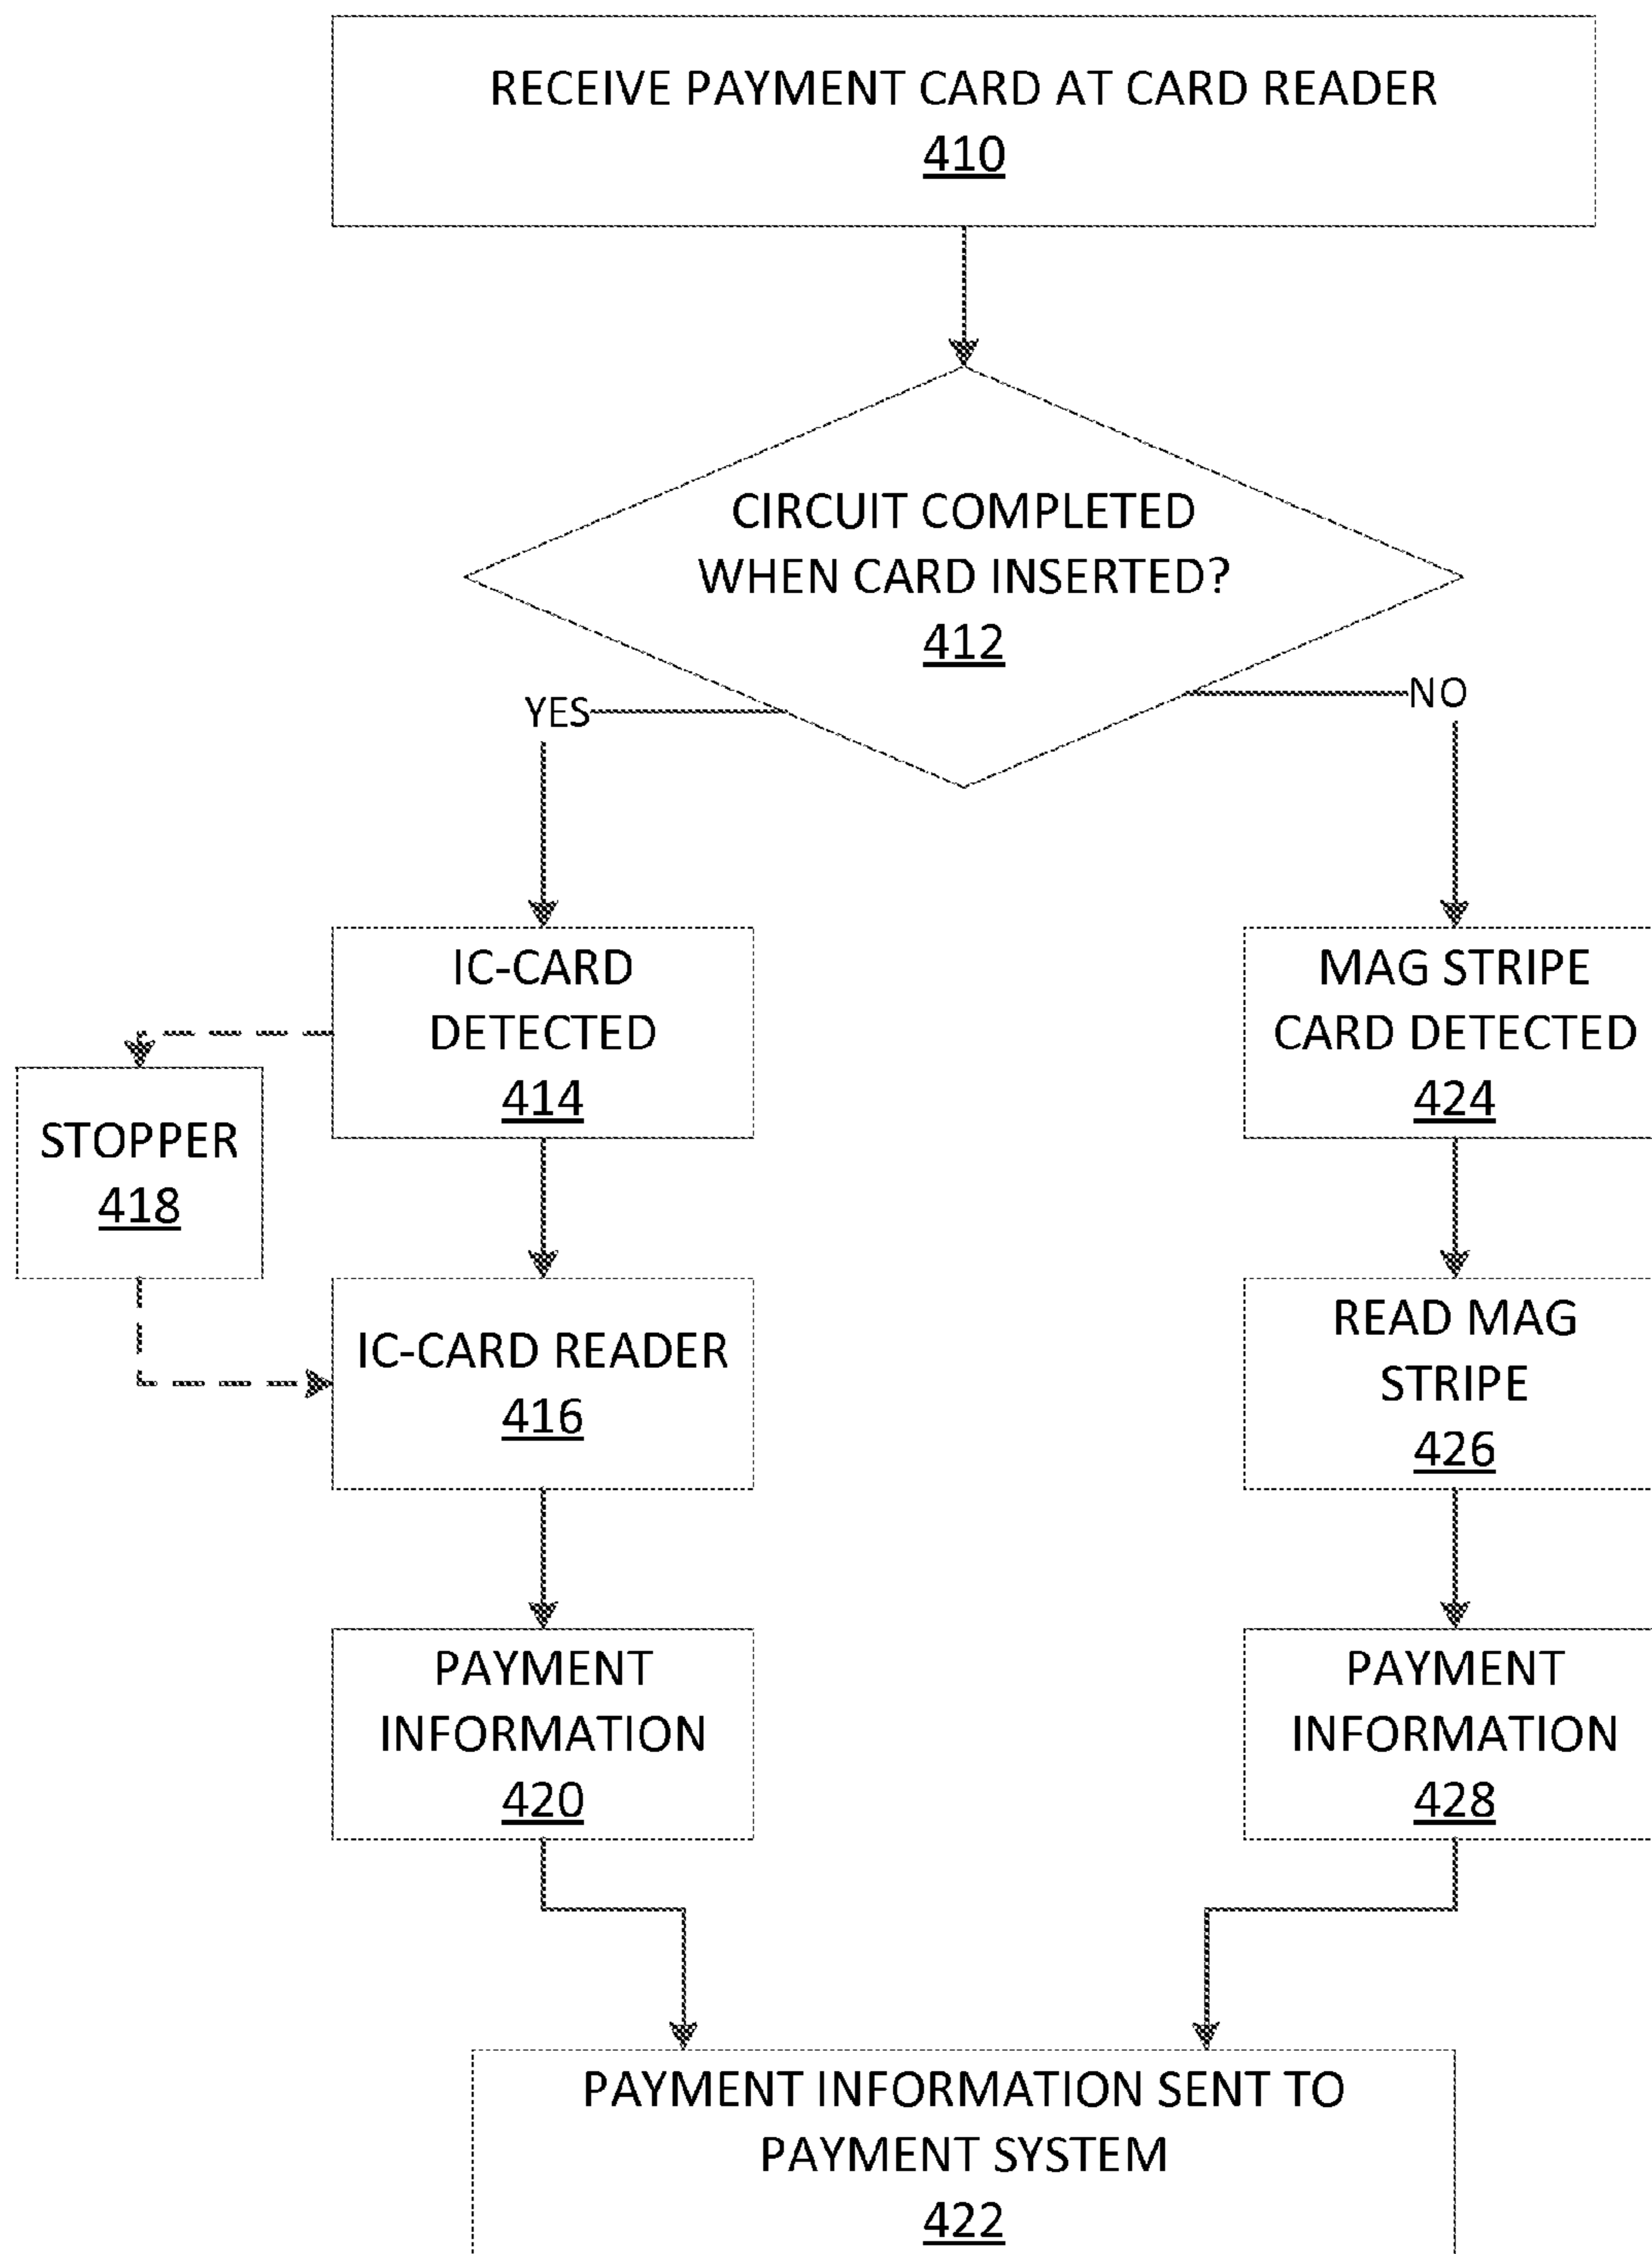 RECEIVE PAYMENT CARD AT CARD READER
410
CIRCUIT COMPLETED
WHEN CARD INSERTED?
412
YES
NO
IC-CARD
DETECTED
414
MAG STRIPE
CARD DETECTED
424
STOPPER
418
IC-CARD READER
416
READ MAG
STRIPE
426
PAYMENT
INFORMATION
420
PAYMENT
INFORMATION
428
PAYMENT INFORMATION SENT TO
PAYMENT SYSTEM
422